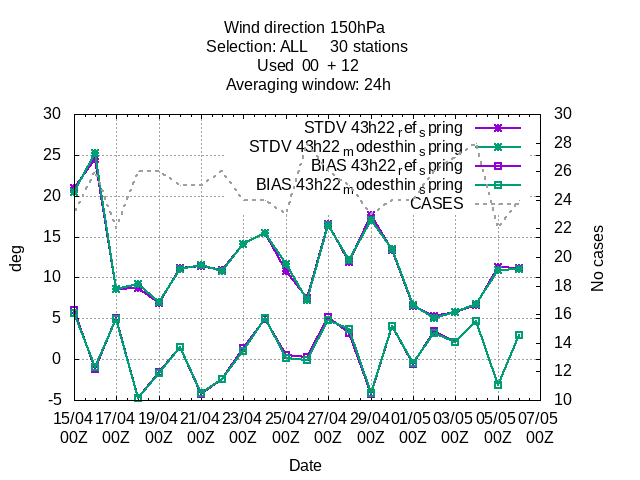 Wind direction 150hPa
Selection: ALL 30 stations
Used 00 + 12
Averaging window: 24h
30 30
STDV 43h22refspring
28
STDV 43h22modesthinspring
25
BIAS 43h22refspring
26
BIAS 43h22modesthinspring
20 24
CASES
22
15
20
10
18
5
16
0
14
12
-5 10
deg
No cases
15/04 17/04 19/04 21/04 23/04 25/04 27/04 29/04 01/05 03/05 05/05 07/05
00Z 00Z 00Z 00Z 00Z 00Z 00Z 00Z 00Z 00Z 00Z 00Z
Date